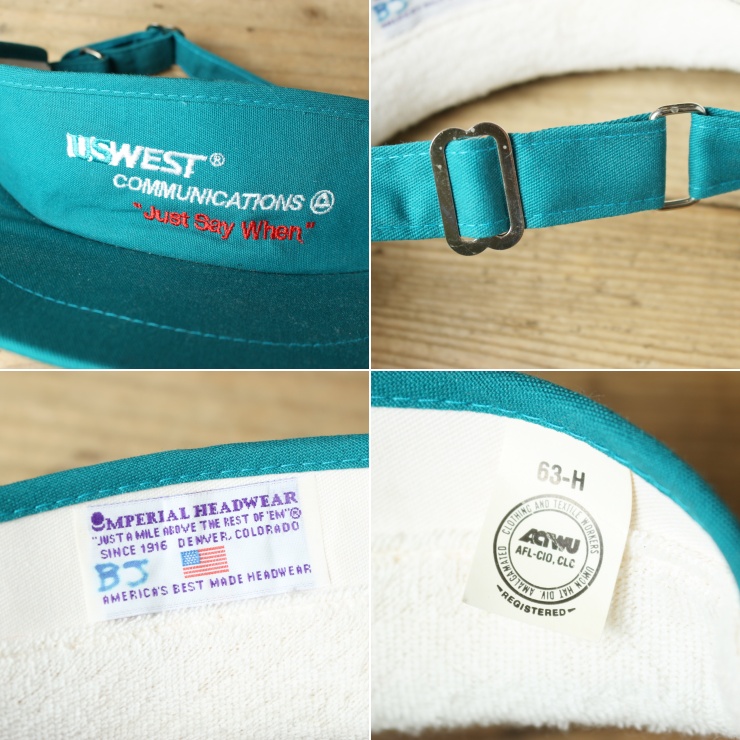 USWEST®
COMMUNICATIONS
"Just Say When."
BJ
IMPERIAL HEADWEAR
"JUST A MILE ABOVE THE REST OF 'EM"®
SINCE 1916 DENVER, COLORADO
BJ
AMERICA'S BEST MADE HEADWEAR
63-H
AMALGAMATED CLOTHING AND TEXTILE WORKERS
UNION HAT DIV.
ACTWU
AFL-CIO, CLC
-REGISTERED-